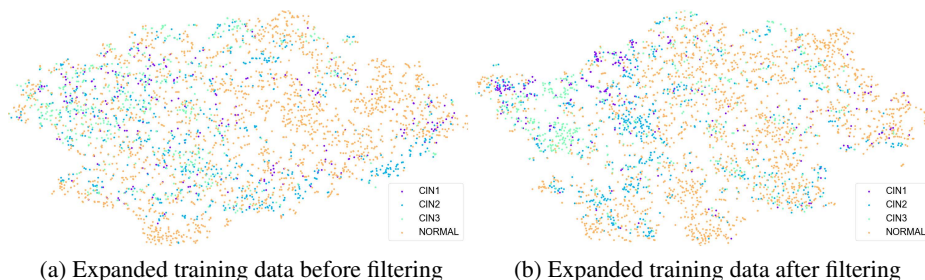 CIN1
CIN2
CIN3
NORMAL
CIN1
CIN2
CIN3
NORMAL
(a) Expanded training data before filtering
(b) Expanded training data after filtering